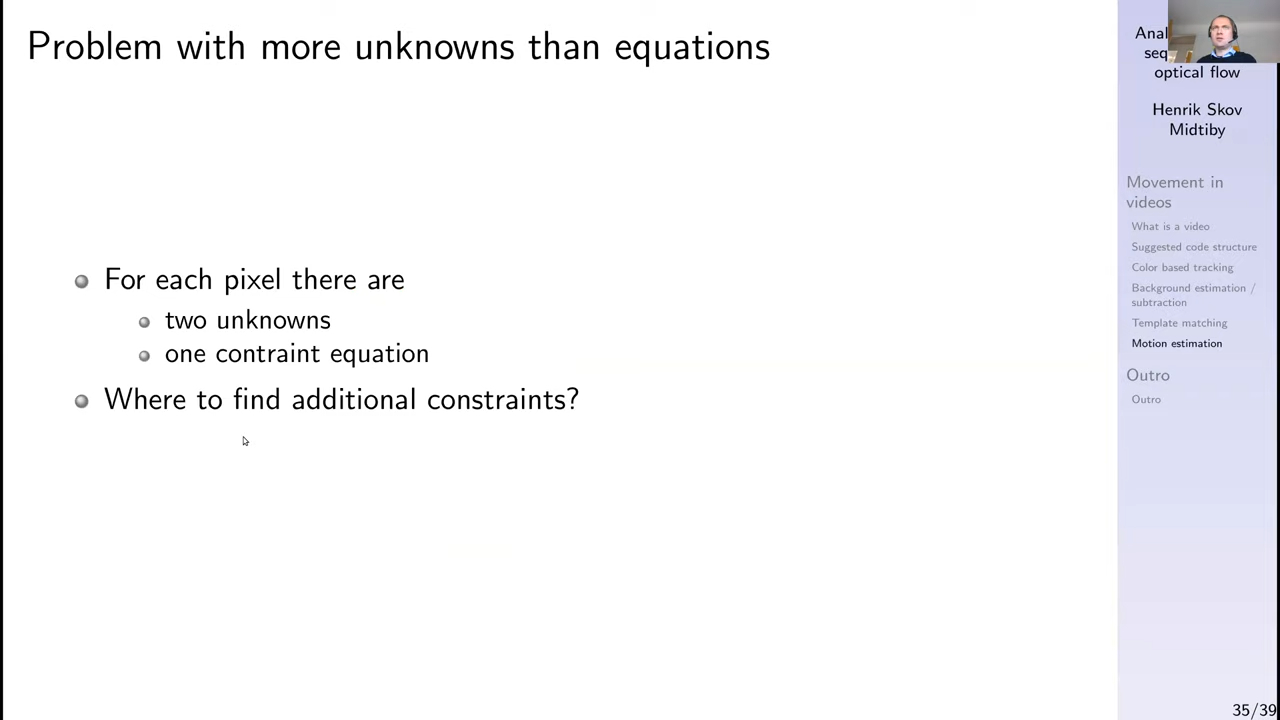 Problem with more unknowns than equations
For each pixel there are
two unknowns
one contraint equation
Where to find additional constraints?
optical flow
Henrik Skov
Midtiby
Movement in
videos
What is a video
Suggested code structure
Color based tracking
Background estimation /
subtraction
Template matching
Motion estimation
Outro
Outro
35/39